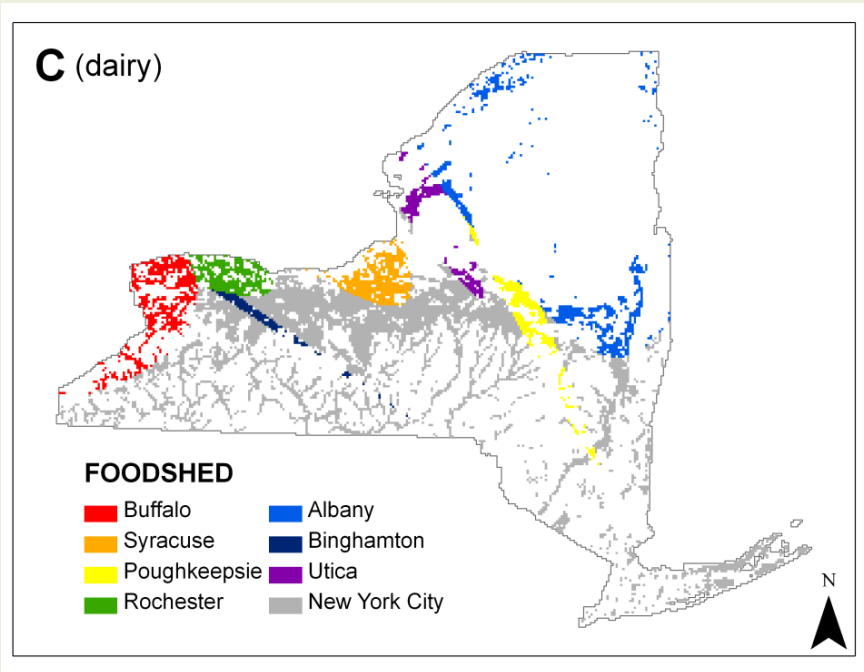 C (dairy)
FOODSHED
Buffalo
Syracuse
Poughkeepsie
Rochester
Albany
Binghamton
Utica
New York City
N